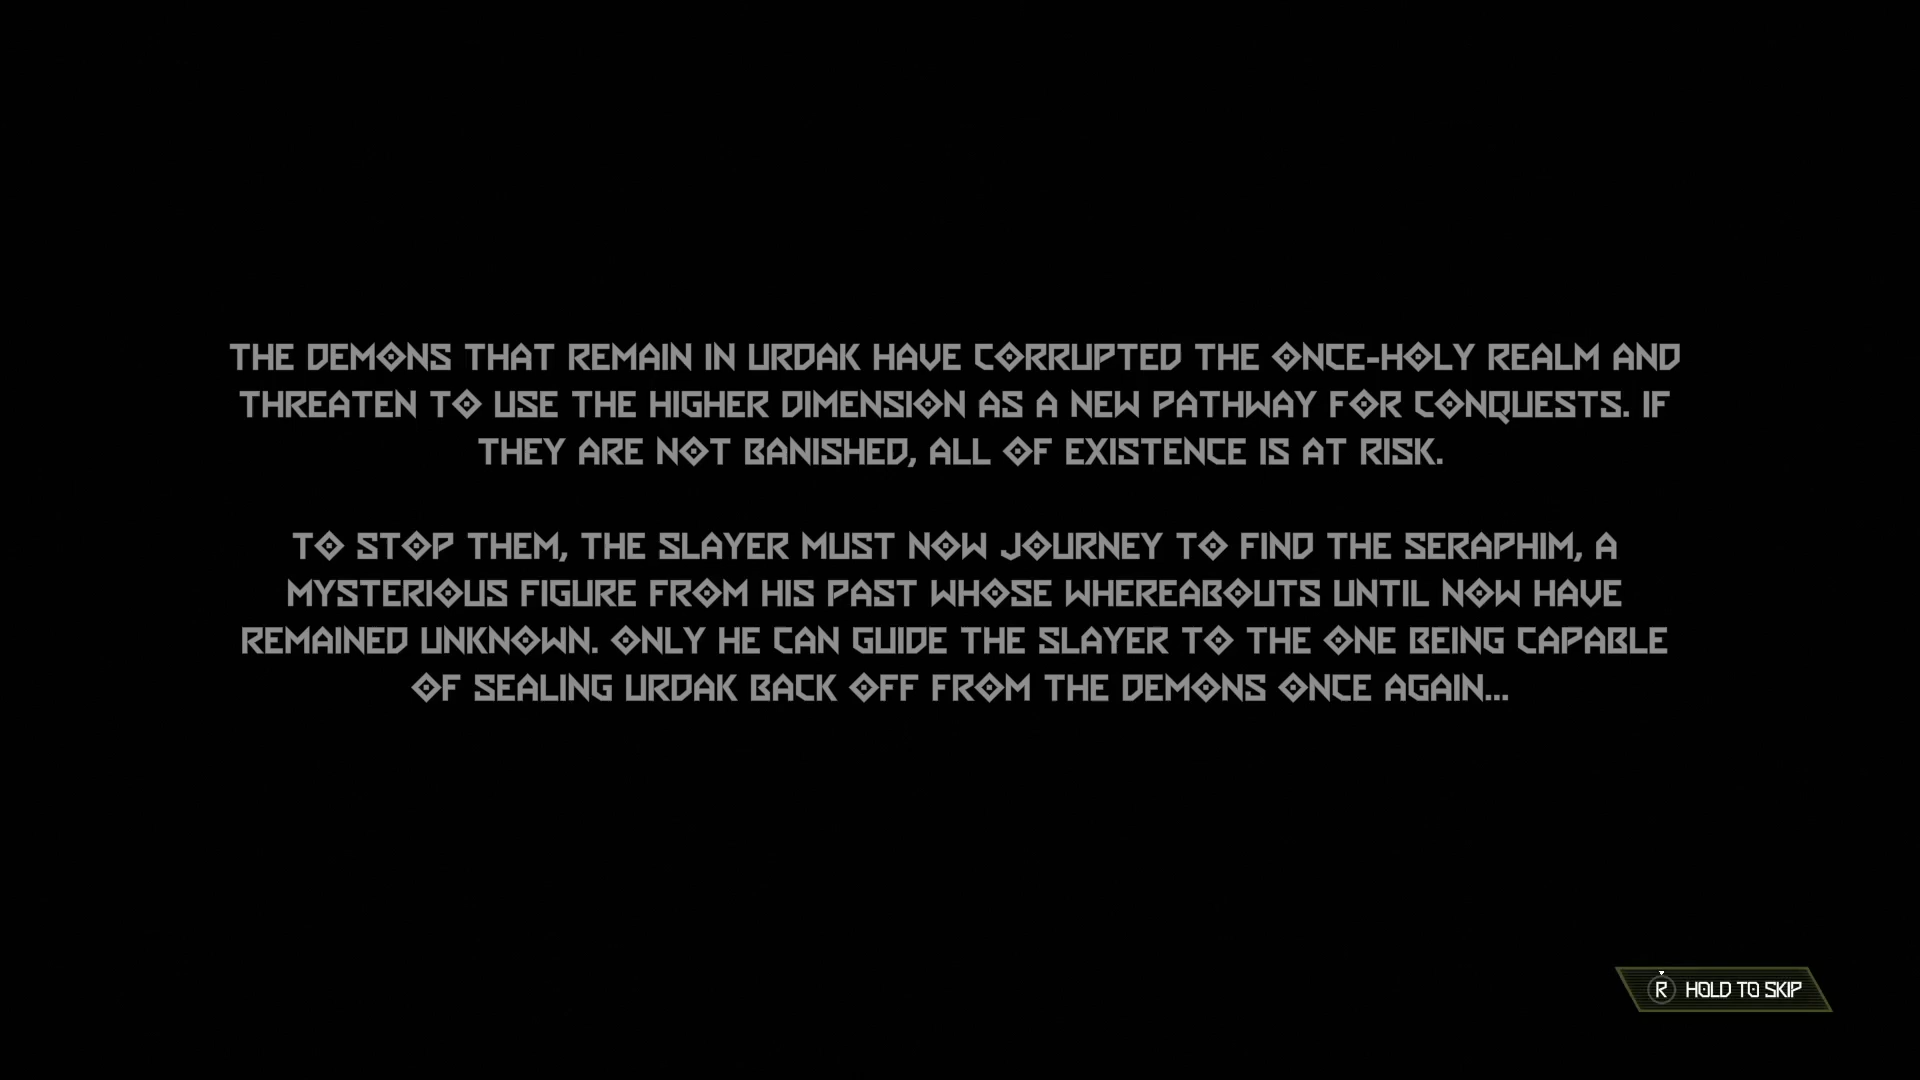 THE DEMONS THAT REMAIN IN URDAK HAVE CORRUPTED THE ONCE-HOLY REALM AND
THREATEN TO USE THE HIGHER DIMENSION AS A NEW PATHWAY FOR CONQUESTS. IF
THEY ARE NOT BANISHED, ALL OF EXISTENCE IS AT RISK.
TO STOP THEM, THE SLAYER MUST NOW JOURNEY TO FIND THE SERAPHIM, A
MYSTERIOUS FIGURE FROM HIS PAST WHOSE WHEREABOUTS UNTIL NOW HAVE
REMAINED UNKNOWN. ONLY HE CAN GUIDE THE SLAYER TO THE ONE BEING CAPABLE
OF SEALING URDAK BACK OFF FROM THE DEMONS ONCE AGAIN...
R HOLD TO SKIP